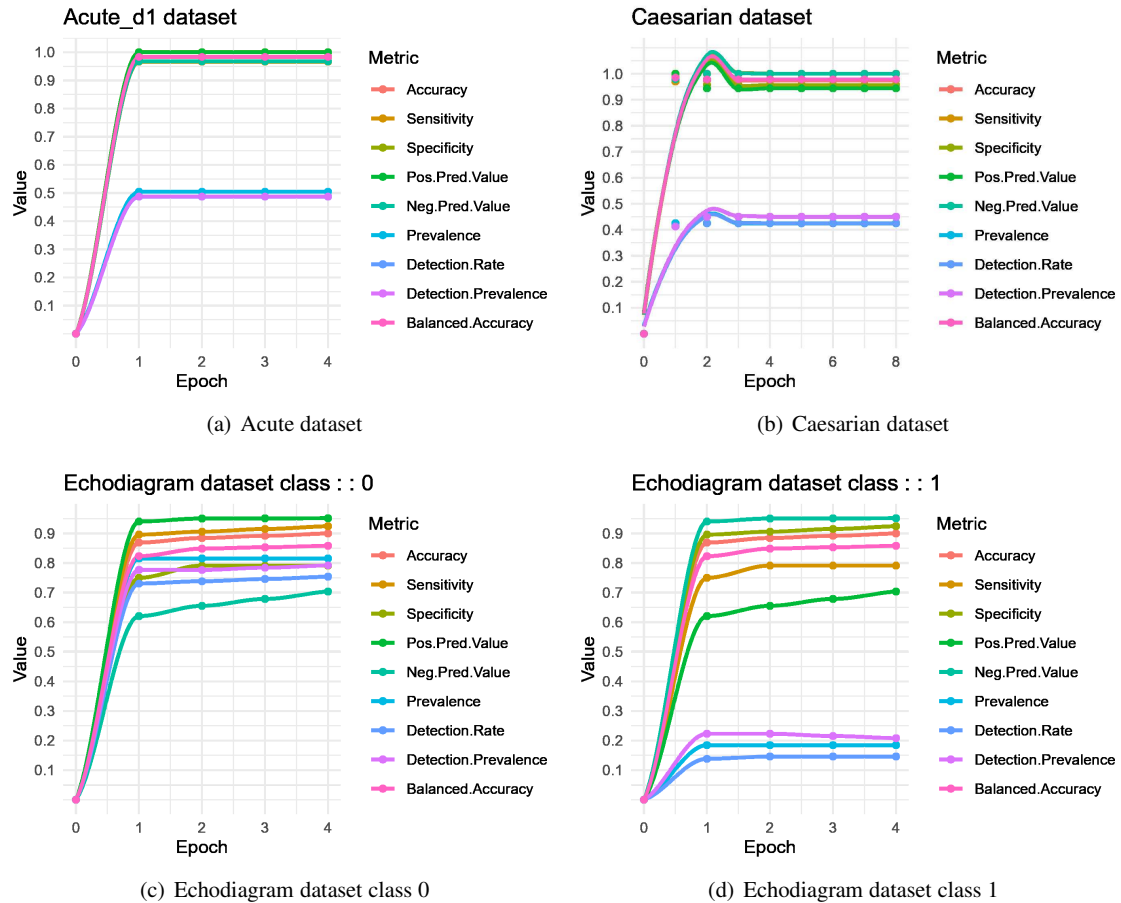 Acute_d1 dataset
Value
1.0
0.9
0.8
0.7
0.6
0.5
0.4
0.3
0.2
0.1
0 1 2 3 4
Epoch
Metric
Accuracy
Sensitivity
Specificity
Pos.Pred.Value
Neg.Pred.Value
Prevalence
Detection.Rate
Detection.Prevalence
Balanced.Accuracy
(a) Acute dataset
Caesarian dataset
Value
1.0
0.9
0.8
0.7
0.6
0.5
0.4
0.3
0.2
0.1
0 2 4 6 8
Epoch
Metric
Accuracy
Sensitivity
Specificity
Pos.Pred.Value
Neg.Pred.Value
Prevalence
Detection.Rate
Detection.Prevalence
Balanced.Accuracy
(b) Caesarian dataset
Echodiagram dataset class : : 0
Value
0.9
0.8
0.7
0.6
0.5
0.4
0.3
0.2
0.1
0 1 2 3 4
Epoch
Metric
Accuracy
Sensitivity
Specificity
Pos.Pred.Value
Neg.Pred.Value
Prevalence
Detection.Rate
Detection.Prevalence
Balanced.Accuracy
(c) Echodiagram dataset class 0
Echodiagram dataset class : : 1
Value
0.9
0.8
0.7
0.6
0.5
0.4
0.3
0.2
0.1
0 1 2 3 4
Epoch
Metric
Accuracy
Sensitivity
Specificity
Pos.Pred.Value
Neg.Pred.Value
Prevalence
Detection.Rate
Detection.Prevalence
Balanced.Accuracy
(d) Echodiagram dataset class 1